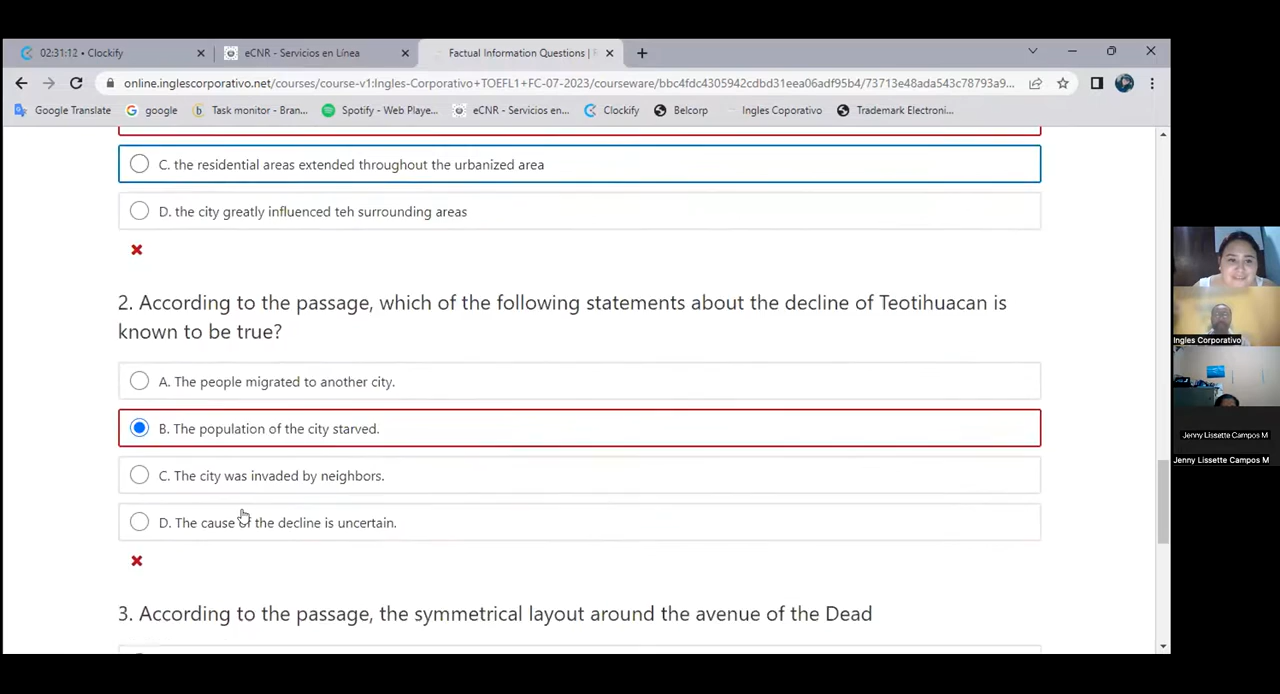 02:31:12 • Clockify
eCNR - Servicios en Línea
Factual Information Questions |
online.inglescorporativo.net/courses/course-v1:Ingles-Corporativo+TOEFL1+FC-07-2023/courseware/bbc4fdc6305942cdbd31eea06adf95b4/73713e48ada543c78793a9...
Google Translate
google
Task monitor - Bran...
Spotify - Web Playe...
eCNR - Servicios en...
Clockify
Belcorp
Ingles Coporativo
Trademark Electroni...
C. the residential areas extended throughout the urbanized area
D. the city greatly influenced teh surrounding areas
2. According to the passage, which of the following statements about the decline of Teotihuacan is
known to be true?
A. The people migrated to another city.
B. The population of the city starved.
C. The city was invaded by neighbors.
D. The cause of the decline is uncertain.
3. According to the passage, the symmetrical layout around the avenue of the Dead
Ingles Corporativo
Jenny Lissette Campos M
Jenny Lissette Campos M